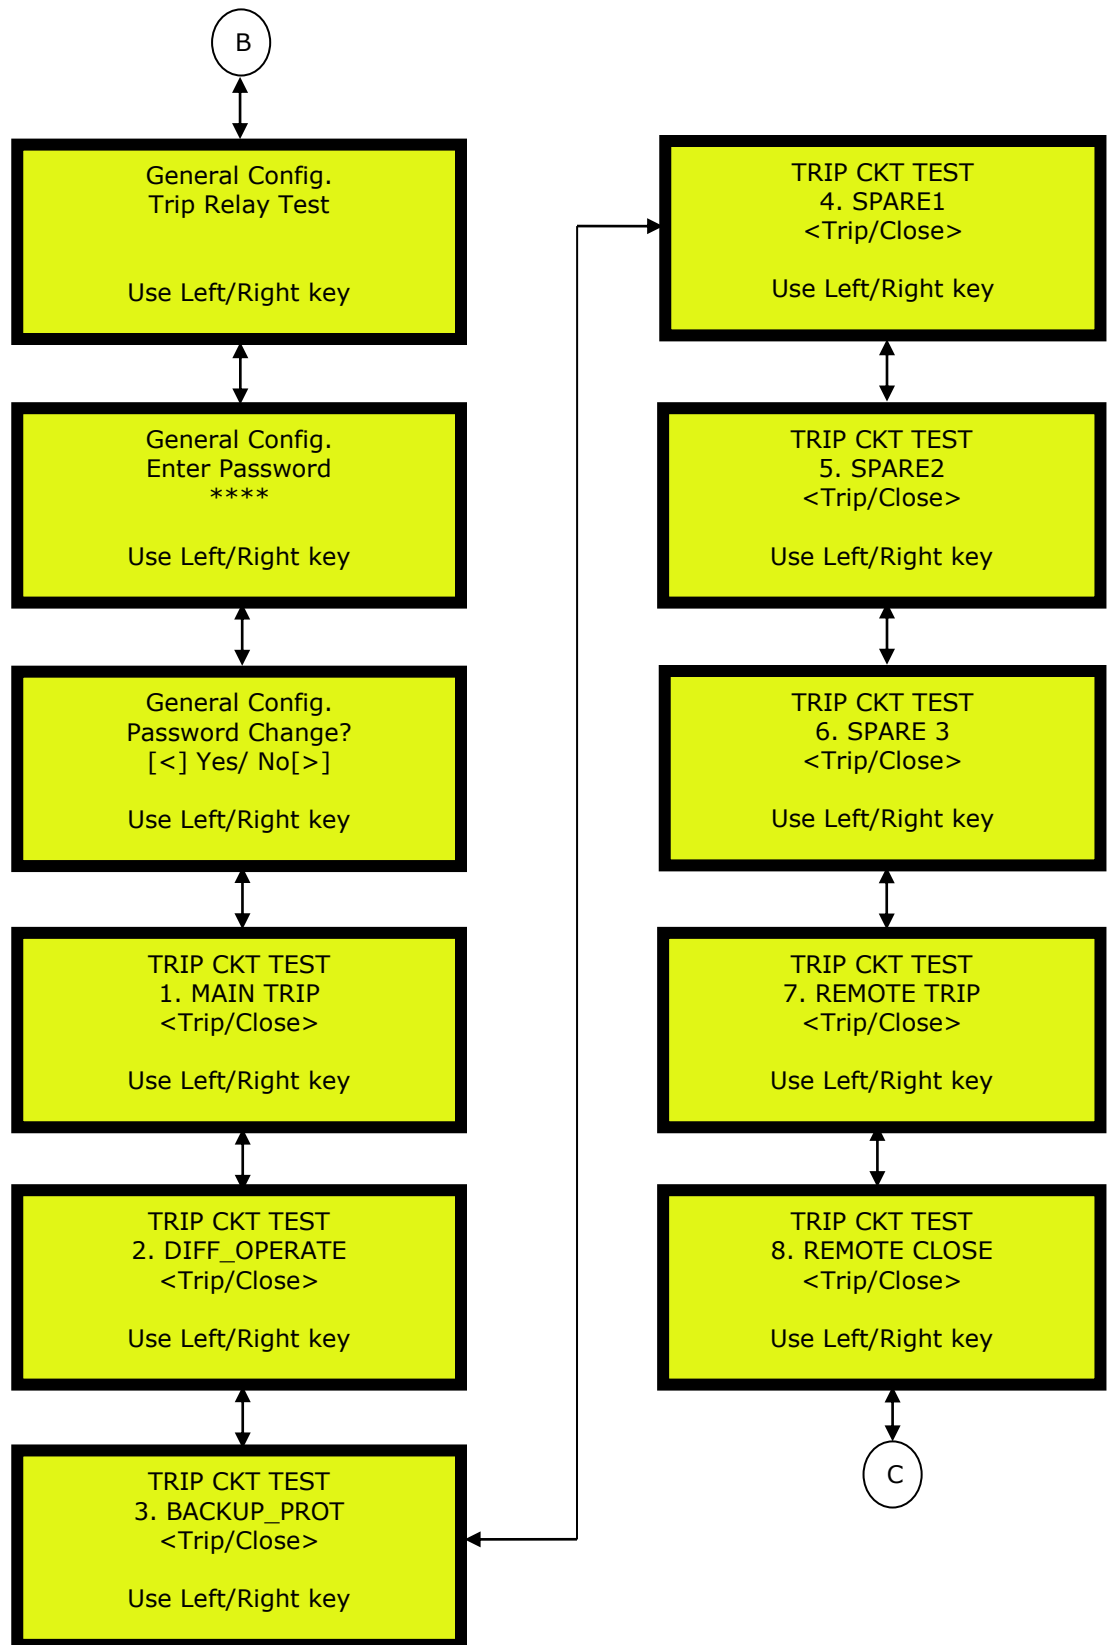 B
General Config.
Trip Relay Test
Use Left/Right key
General Config.
Enter Password
****
Use Left/Right key
General Config.
Password Change?
[<] Yes/ No[>]
Use Left/Right key
TRIP CKT TEST
1. MAIN TRIP
<Trip/Close>
Use Left/Right key
TRIP CKT TEST
2. DIFF_OPERATE
<Trip/Close>
Use Left/Right key
TRIP CKT TEST
3. BACKUP_PROT
<Trip/Close>
Use Left/Right key
TRIP CKT TEST
4. SPARE1
<Trip/Close>
Use Left/Right key
TRIP CKT TEST
5. SPARE2
<Trip/Close>
Use Left/Right key
TRIP CKT TEST
6. SPARE 3
<Trip/Close>
Use Left/Right key
TRIP CKT TEST
7. REMOTE TRIP
<Trip/Close>
Use Left/Right key
TRIP CKT TEST
8. REMOTE CLOSE
<Trip/Close>
Use Left/Right key
C